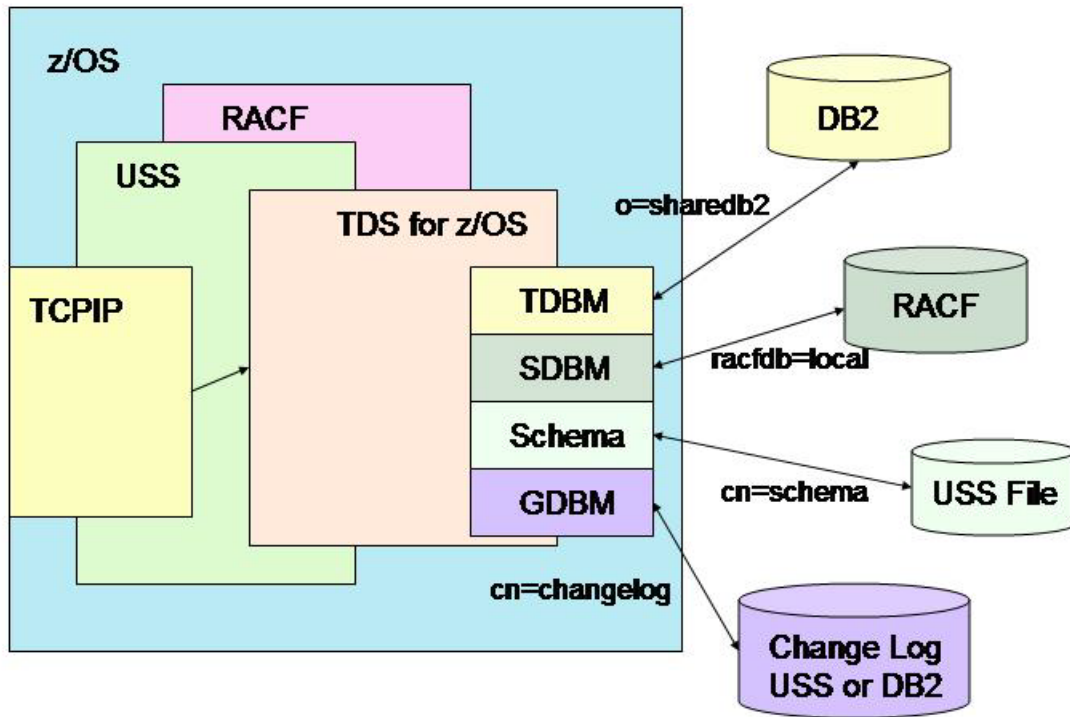 z/OS
RACF
USS
TDS for z/OS
TCPIP
TDBM
SDBM
Schema
GDBM
DB2
o=sharedb2
RACF
racfdb=local
USS File
cn=schema
cn=changelog
Change Log
USS or DB2